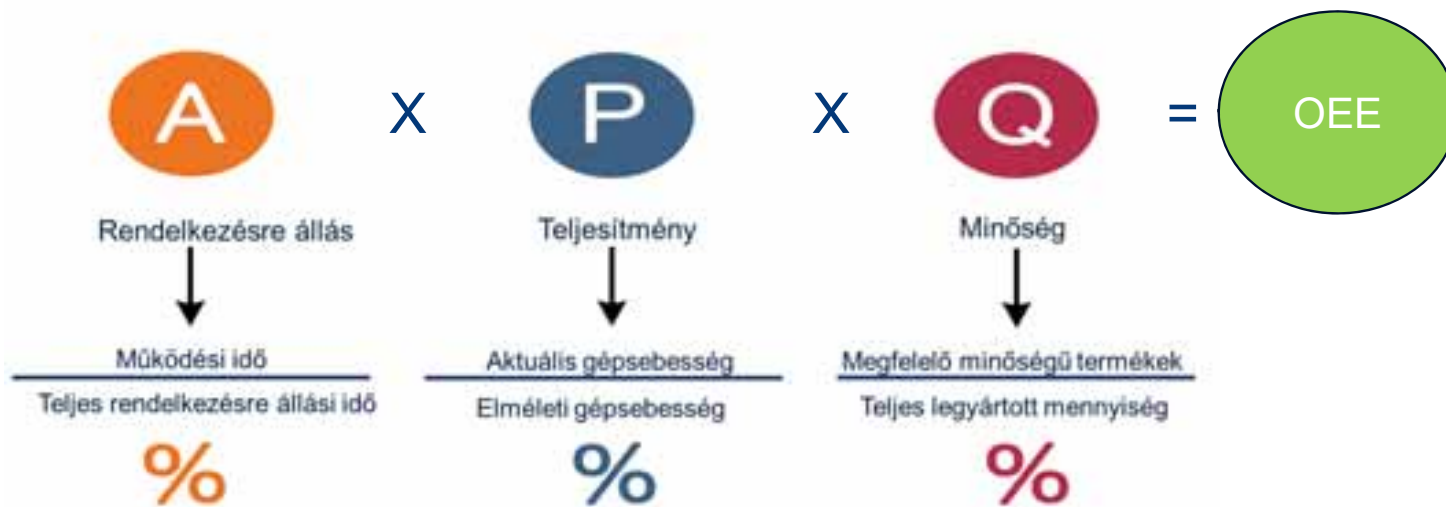 A X P X Q = OEE
Rendelkezésre állás
Teljesítmény
Minőség
Működési idő
Teljes rendelkezésre állási idő
%
Aktuális gépsebesség
Elméleti gépsebesség
%
Megfelelő minőségű termékek
Teljes legyártott mennyiség
%